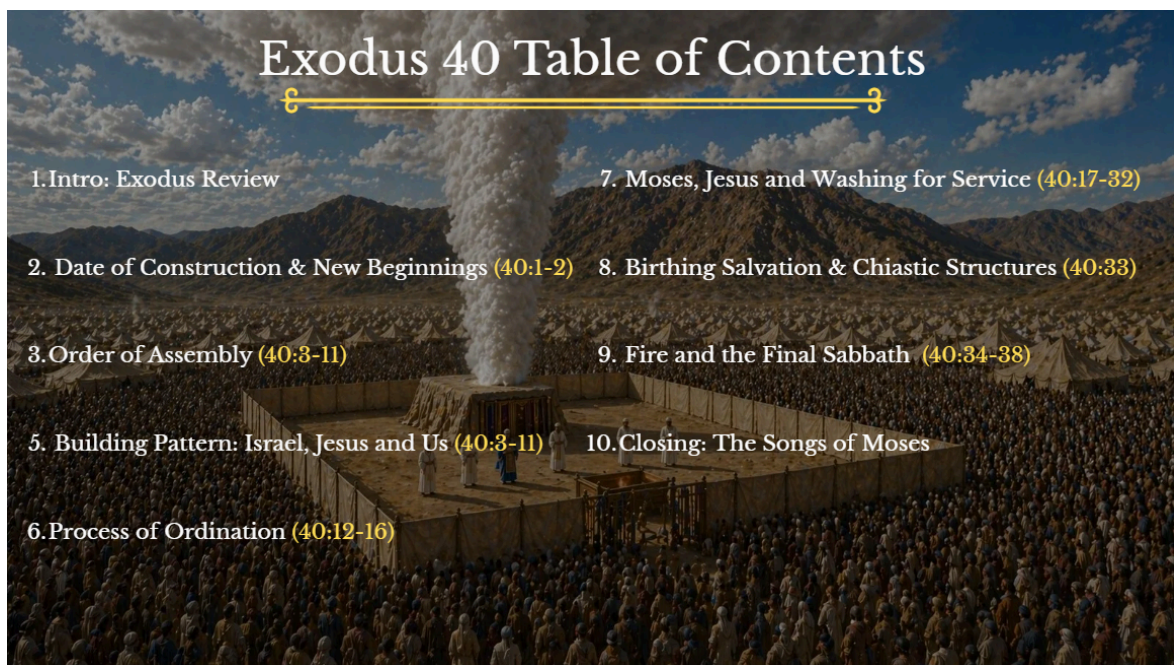 Exodus 40 Table of Contents
1. Intro: Exodus Review
2. Date of Construction & New Beginnings (40:1-2)
3. Order of Assembly (40:3-11)
5. Building Pattern: Israel, Jesus and Us (40:3-11)
6. Process of Ordination (40:12-16)
7. Moses, Jesus and Washing for Service (40:17-32)
8. Birthing Salvation & Chiastic Structures (40:33)
9. Fire and the Final Sabbath (40:34-38)
10. Closing: The Songs of Moses